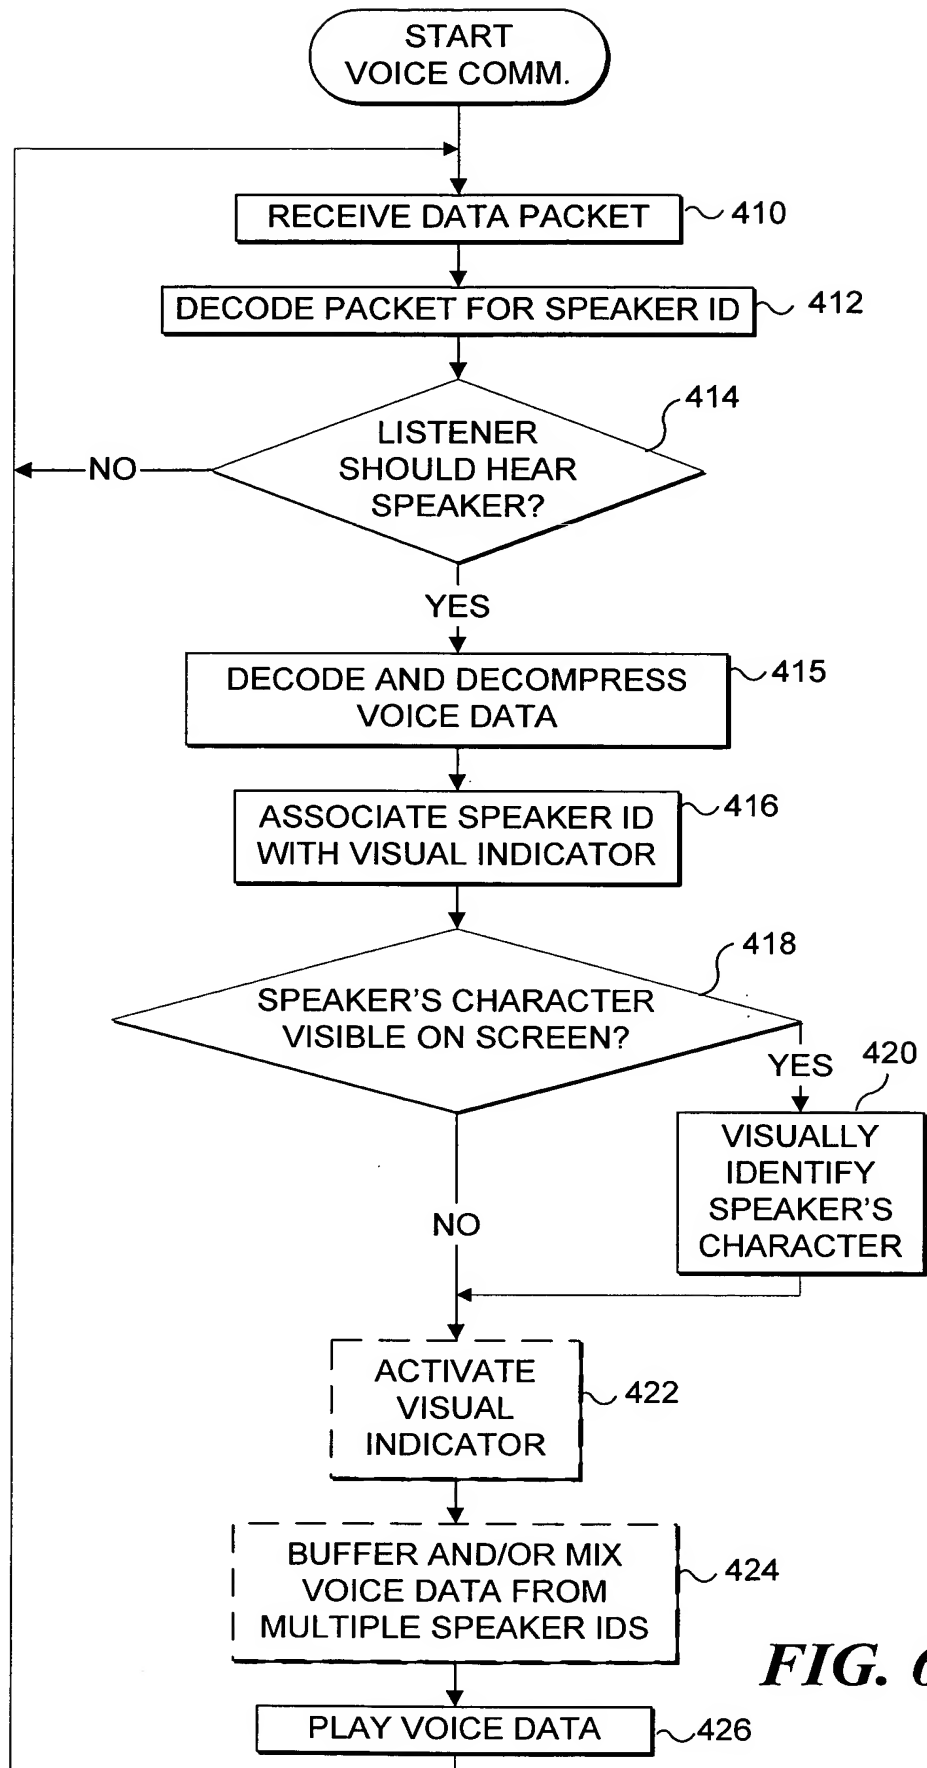 START
VOICE COMM.
RECEIVE DATA PACKET
410
DECODE PACKET FOR SPEAKER ID
412
414
LISTENER
SHOULD HEAR
SPEAKER?
NO
YES
DECODE AND DECOMPRESS
VOICE DATA
415
ASSOCIATE SPEAKER ID
WITH VISUAL INDICATOR
416
418
SPEAKER'S CHARACTER
VISIBLE ON SCREEN?
YES
420
VISUALLY
IDENTIFY
SPEAKER'S
CHARACTER
NO
ACTIVATE
VISUAL
INDICATOR
422
BUFFER AND/OR MIX
VOICE DATA FROM
MULTIPLE SPEAKER IDS
424
FIG. 6
PLAY VOICE DATA
426